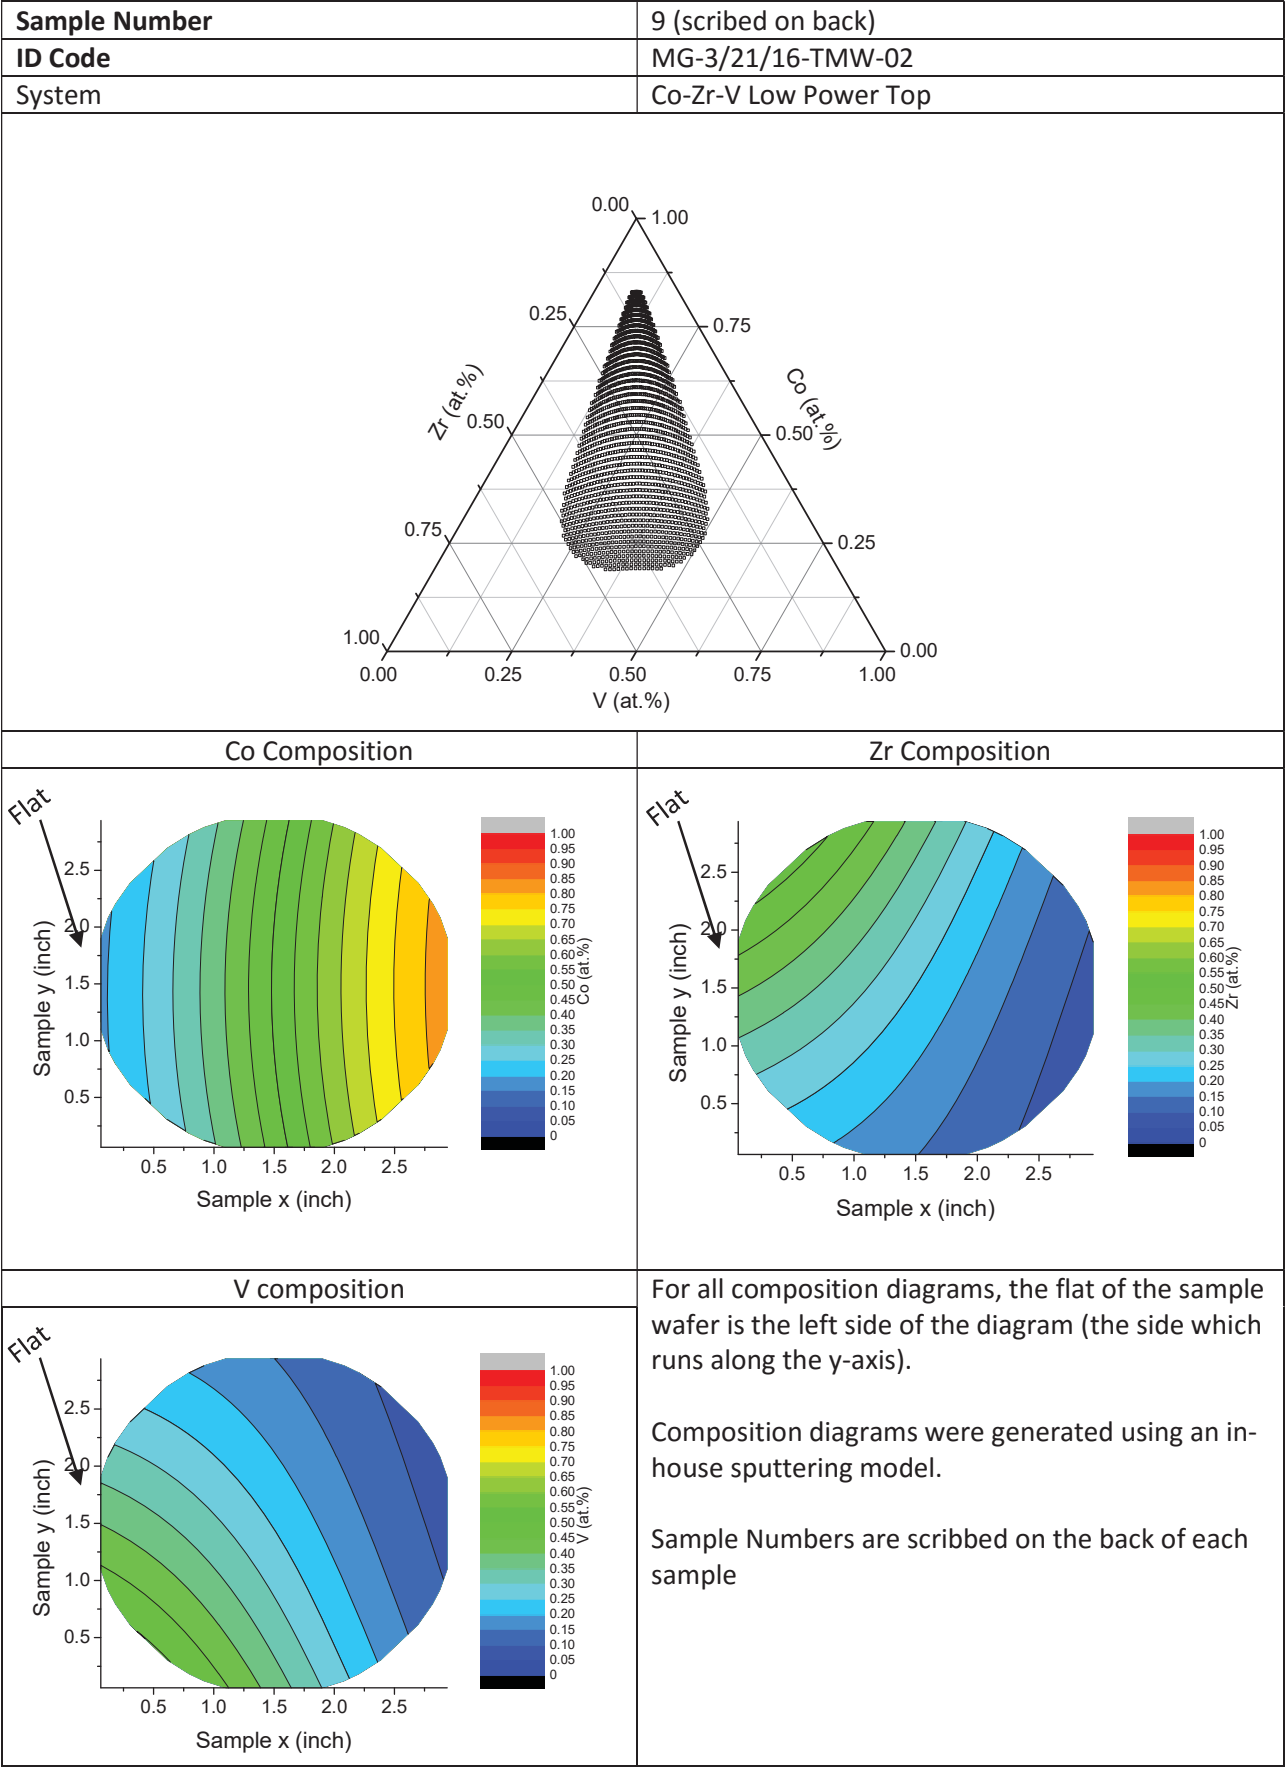 Sample Number 9 (scribed on back)
ID Code MG-3/21/16-TMW-02
System Co-Zr-V Low Power Top
0.00 1.00
0.25 0.75
Zr (at.%) Co (at.%)
0.50 0.50
0.75 0.25
1.00 0.00
0.00 0.25 0.50 0.75 1.00
V (at.%)
Co Composition
Flat
Sample y (inch)
2.5
2.0
1.5
1.0
0.5
0.5 1.0 1.5 2.0 2.5
Sample x (inch)
1.00
0.95
0.90
0.85
0.80
0.75
0.70
0.65
0.60
0.55
0.50
0.45
0.40
0.35
0.30
0.25
0.20
0.15
0.10
0.05
0
Co (at.%)
Zr Composition
Flat
Sample y (inch)
2.5
2.0
1.5
1.0
0.5
0.5 1.0 1.5 2.0 2.5
Sample x (inch)
1.00
0.95
0.90
0.85
0.80
0.75
0.70
0.65
0.60
0.55
0.50
0.45
0.40
0.35
0.30
0.25
0.20
0.15
0.10
0.05
0
Zr (at.%)
V composition
Flat
Sample y (inch)
2.5
2.0
1.5
1.0
0.5
0.5 1.0 1.5 2.0 2.5
Sample x (inch)
1.00
0.95
0.90
0.85
0.80
0.75
0.70
0.65
0.60
0.55
0.50
0.45
0.40
0.35
0.30
0.25
0.20
0.15
0.10
0.05
0
V (at.%)
For all composition diagrams, the flat of the sample
wafer is the left side of the diagram (the side which
runs along the y-axis).
Composition diagrams were generated using an in-
house sputtering model.
Sample Numbers are scribbed on the back of each
sample